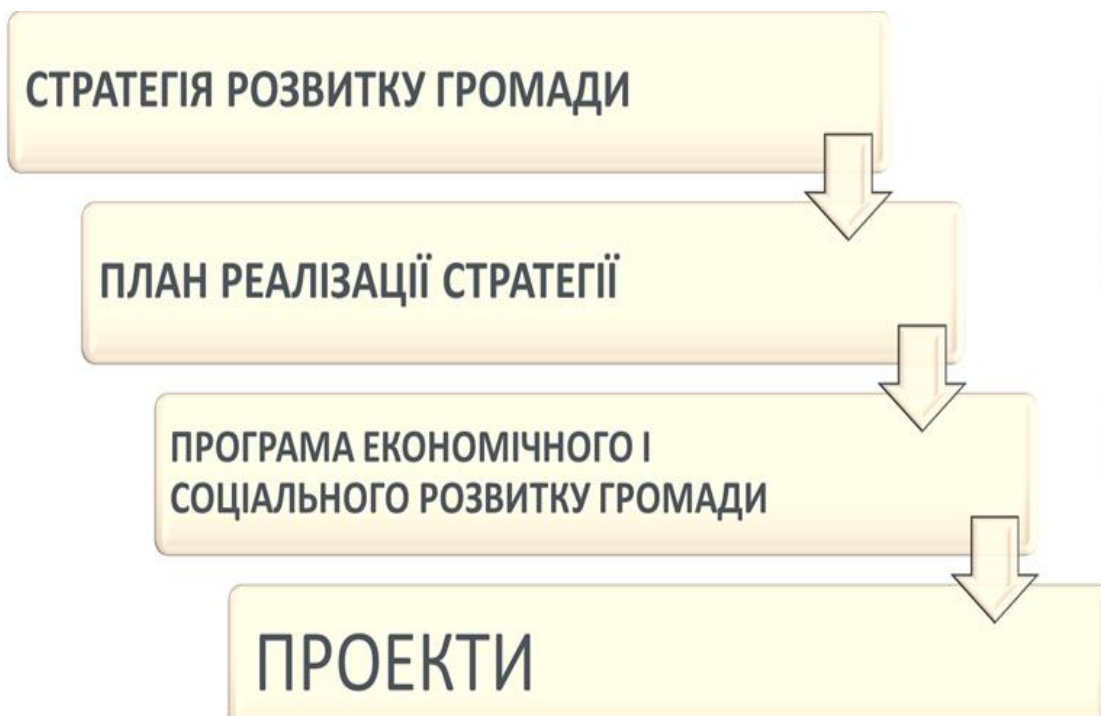 СТРАТЕГІЯ РОЗВИТКУ ГРОМАДИ
ПЛАН РЕАЛІЗАЦІЇ СТРАТЕГІЇ
ПРОГРАМА ЕКОНОМІЧНОГО І
СОЦІАЛЬНОГО РОЗВИТКУ ГРОМАДИ
ПРОЕКТИ